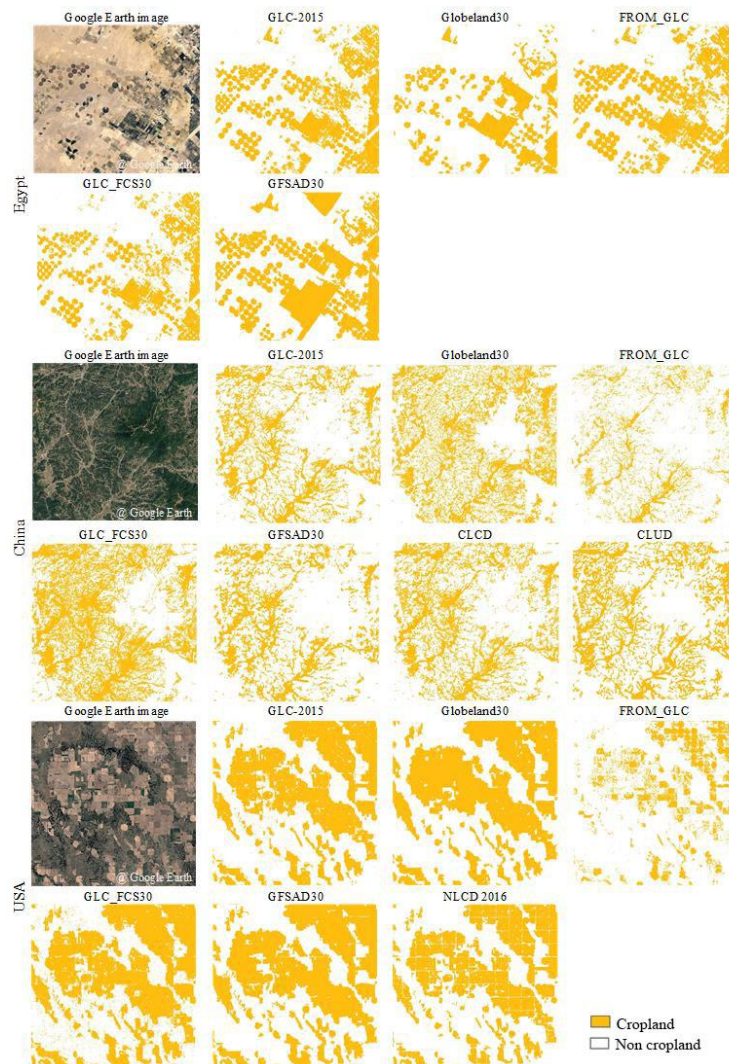 Google Earth image GLC-2015 Globeland30 FROM_GLC
@ Google Earth
GLC_FCS30 GFSAD30
Egypt
Google Earth image GLC-2015 Globeland30 FROM_GLC
@ Google Earth
GLC_FCS30 GFSAD30 CLCD CLUD
China
Google Earth image GLC-2015 Globeland30 FROM_GLC
@ Google Earth
GLC_FCS30 GFSAD30 NLCD 2016
USA
Cropland
Non cropland